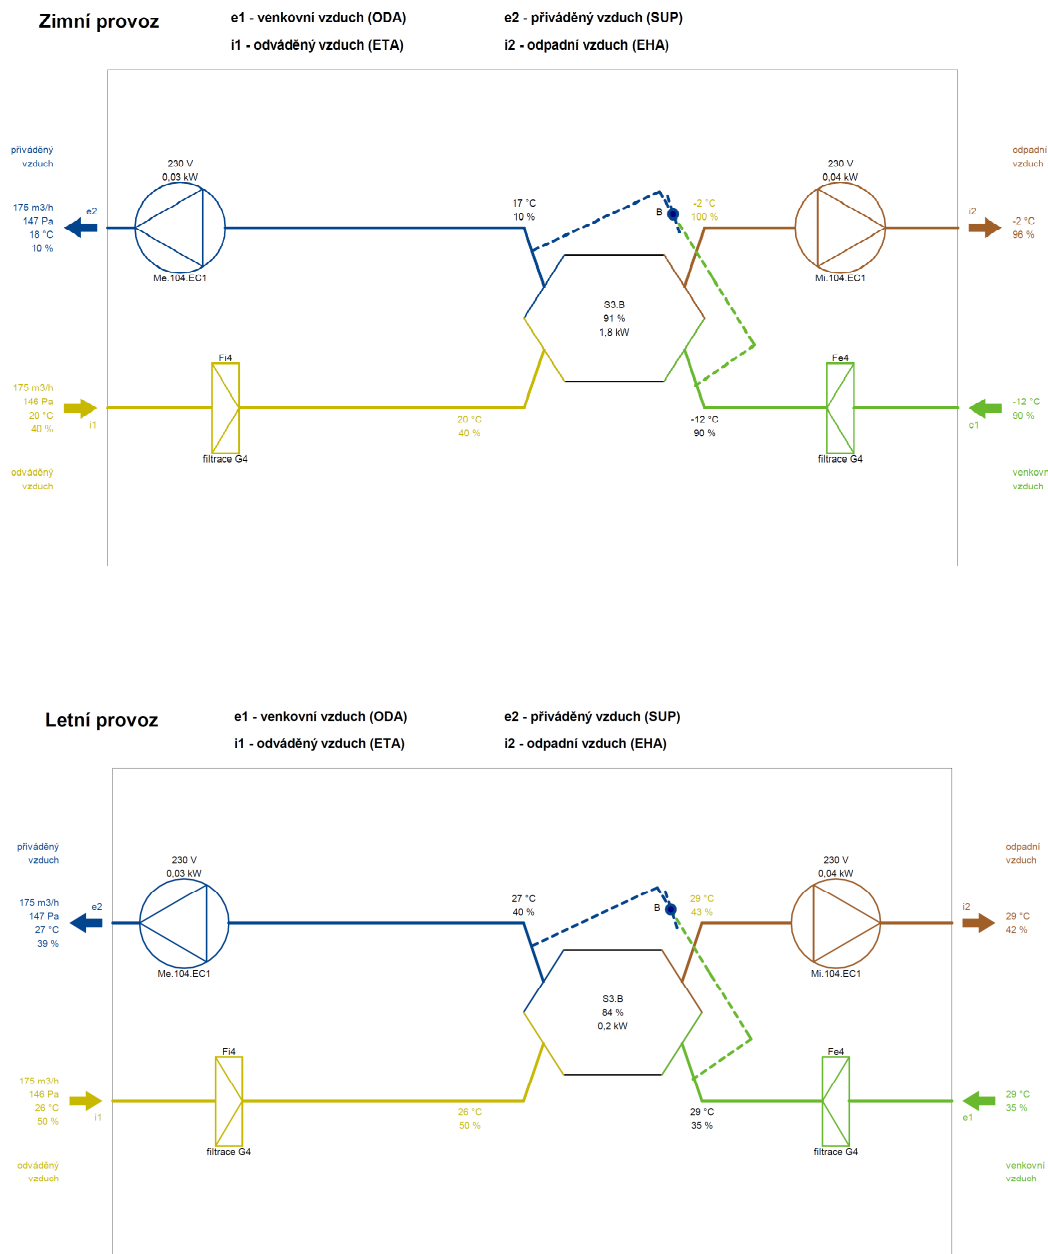 Zimní provoz
e1 - venkovní vzduch (ODA)
e2 - přiváděný vzduch (SUP)
i1 - odváděný vzduch (ETA)
i2 - odpadní vzduch (EHA)
přiváděný
vzduch
230 V
0,03 kW
230 V
0,04 kW
odpadní
vzduch
175 m3/h
147 Pa
18 °C
10 %
e2
17 °C
10 %
B
-2 °C
100 %
i2
-2 °C
96 %
Me.104.EC1
Mi.104.EC1
S3.B
91 %
1,8 kW
Fi4
Fe4
175 m3/h
146 Pa
20 °C
40 %
i1
20 °C
40 %
-12 °C
90 %
-12 °C
90 %
e1
filtrace G4
filtrace G4
odváděný
vzduch
venkovní
vzduch
Letní provoz
e1 - venkovní vzduch (ODA)
e2 - přiváděný vzduch (SUP)
i1 - odváděný vzduch (ETA)
i2 - odpadní vzduch (EHA)
přiváděný
vzduch
230 V
0,03 kW
230 V
0,04 kW
odpadní
vzduch
175 m3/h
147 Pa
27 °C
39 %
e2
27 °C
40 %
B
29 °C
43 %
i2
29 °C
42 %
Me.104.EC1
Mi.104.EC1
S3.B
84 %
0,2 kW
Fi4
Fe4
175 m3/h
146 Pa
26 °C
50 %
i1
26 °C
50 %
29 °C
35 %
29 °C
35 %
e1
filtrace G4
filtrace G4
odváděný
vzduch
venkovní
vzduch